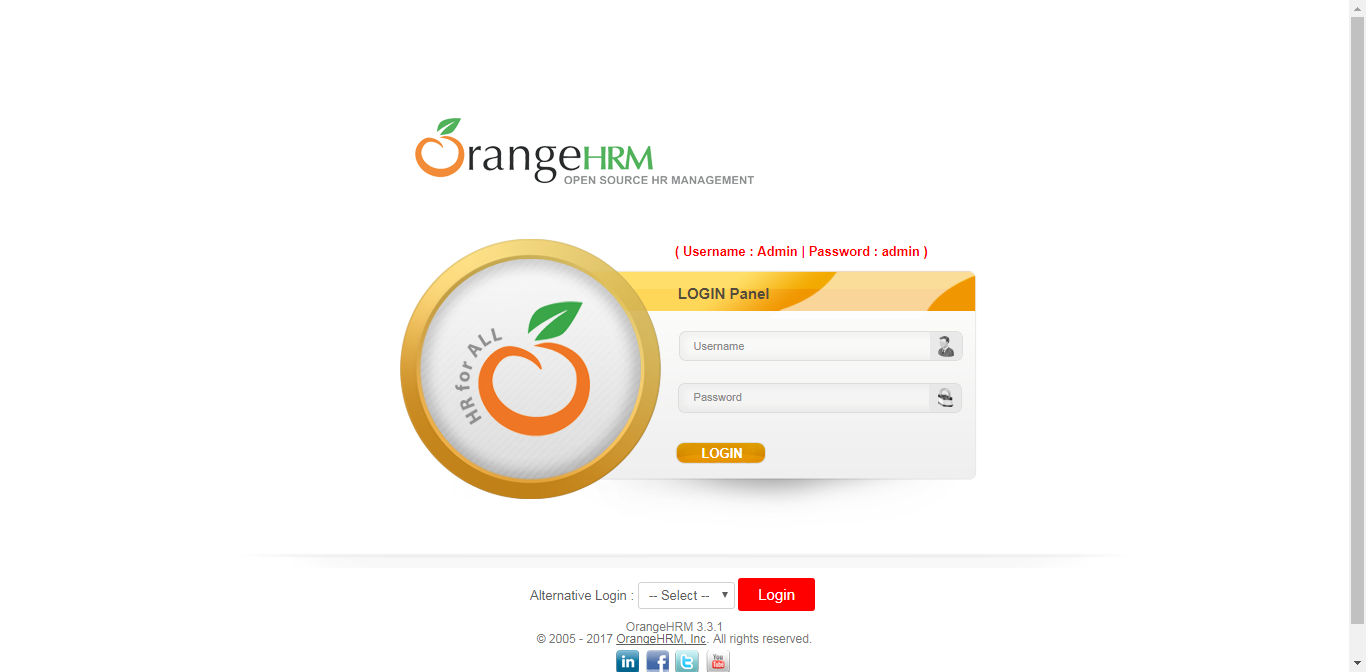 OrangeHRM
OPEN SOURCE HR MANAGEMENT
( Username : Admin | Password : admin )
LOGIN Panel
HR for ALL
Username
Password
LOGIN
Alternative Login : -- Select -- Login
OrangeHRM 3.3.1
© 2005 - 2017 OrangeHRM, Inc. All rights reserved.
in f t You Tube